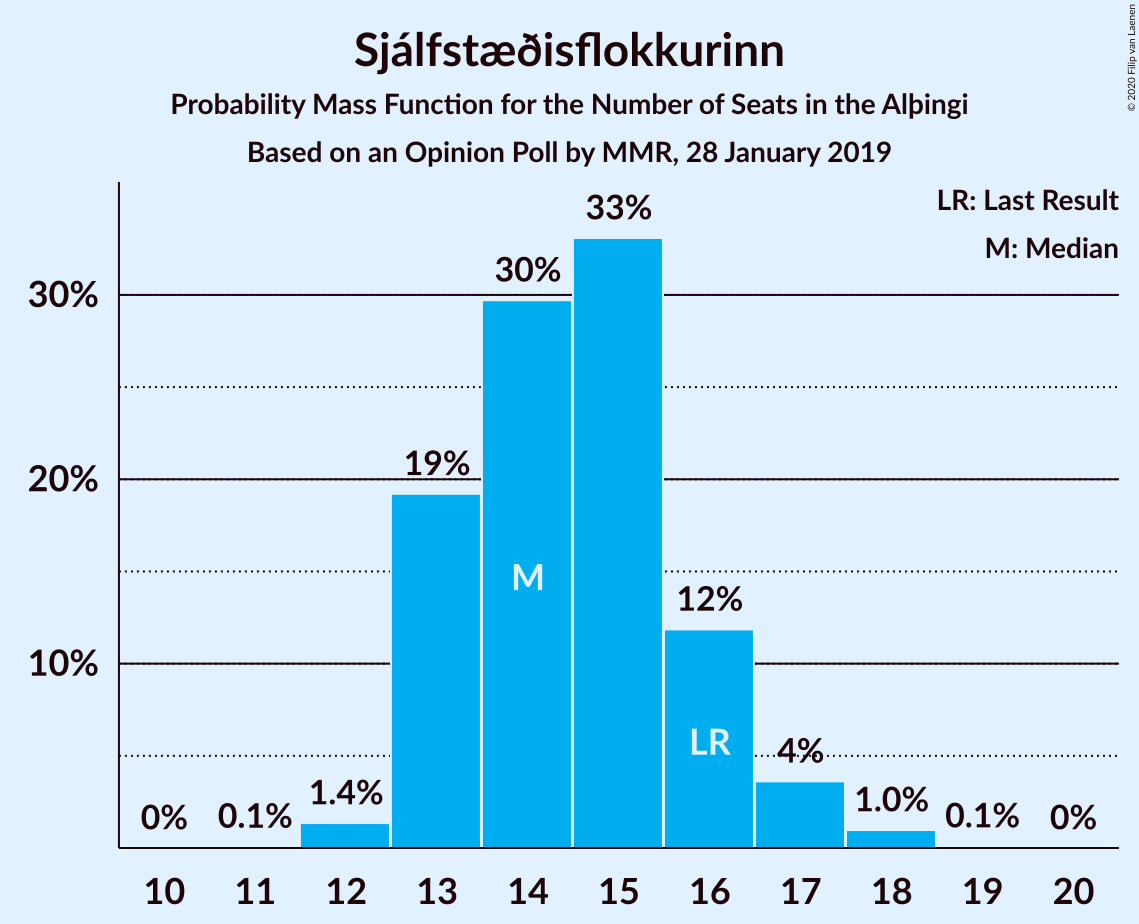 Sjálfstæðisflokkurinn
Probability Mass Function for the Number of Seats in the Alþingi
Based on an Opinion Poll by MMR, 28 January 2019
© 2020 Filip van Laenen
LR: Last Result
M: Median
33%
30%
30%
20%
19%
M
12%
10%
LR
4%
1.4%
1.0%
0%
0.1%
0.1%
0%
10 11 12 13 14 15 16 17 18 19 20